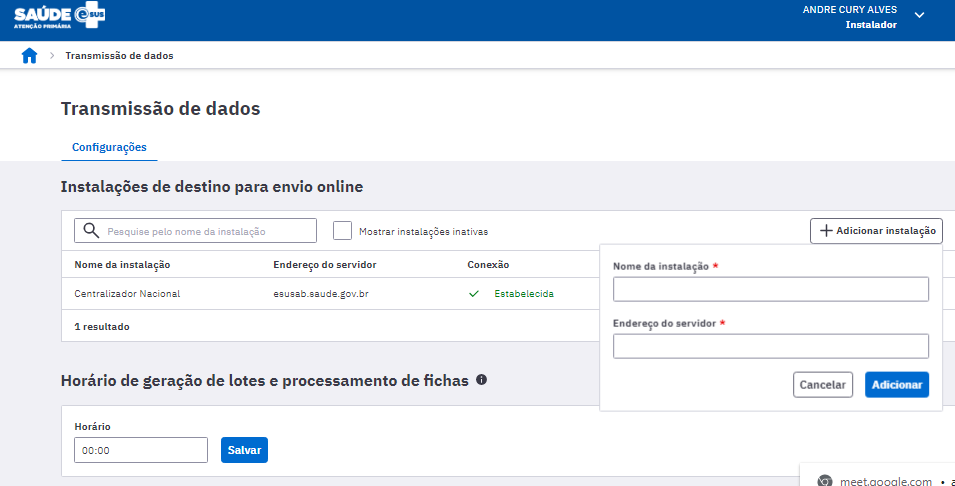 SAÚDE e-SUS
ATENÇÃO PRIMÁRIA
ANDRE CURY ALVES
Instalador
Transmissão de dados
Transmissão de dados
Configurações
Instalações de destino para envio online
Pesquise pelo nome da instalação
Mostrar instalações inativas
Adicionar instalação
Nome da instalação Endereço do servidor Conexão
Centralizador Nacional esusab.saude.gov.br Estabelecida
1 resultado
Nome da instalação *
Endereço do servidor *
Cancelar Adicionar
Horário de geração de lotes e processamento de fichas
Horário
00:00 Salvar
meet.google.com • a